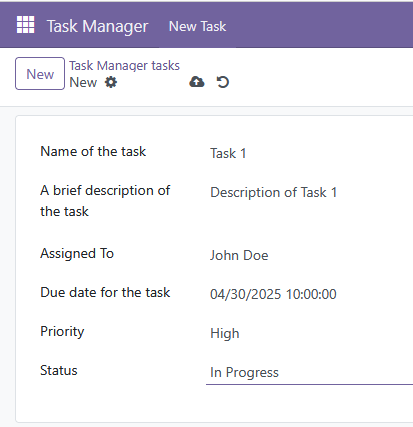 Task Manager New Task
New Task Manager tasks
New
Name of the task Task 1
A brief description of Description of Task 1
the task
Assigned To John Doe
Due date for the task 04/30/2025 10:00:00
Priority High
Status In Progress